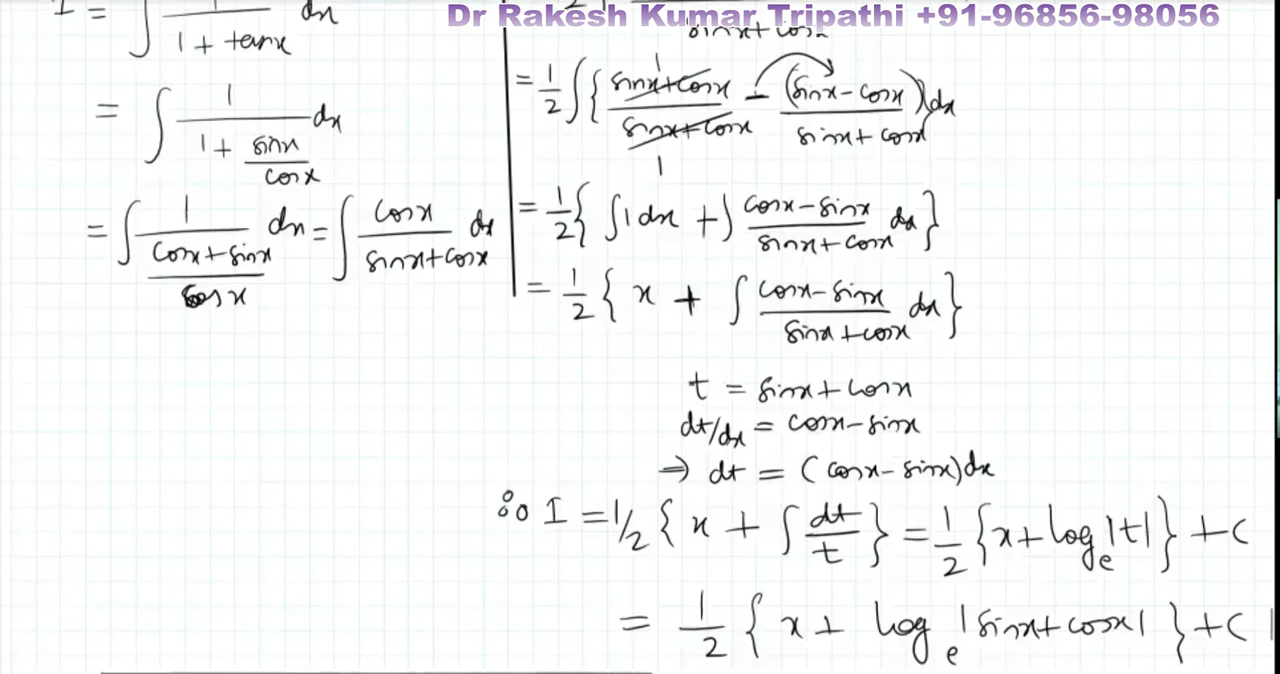 Dr Rakesh Kumar Tripathi +91-96856-98056
I = ∫ 1/(1 + tanx) dx
= ∫ 1/(1 + sinx/cosx) dx
= ∫ 1/((cosx+sinx)/cosx) dx = ∫ cosx/(sinx+cosx) dx
sinx+cosx
= 1/2 ∫ { (sinx+cosx)/(sinx+cosx) - (sinx-cosx)/(sinx+cosx) } dx
= 1/2 { ∫1 dx + ∫ (cosx-sinx)/(sinx+cosx) dx }
= 1/2 { x + ∫ (cosx-sinx)/(sinx+cosx) dx }
t = sinx+cosx
dt/dx = cosx-sinx
⇒ dt = (cosx-sinx)dx
∴ I = 1/2 { x + ∫ dt/t } = 1/2 { x + logₑ|t| } + C
= 1/2 { x + logₑ |sinx+cosx| } + C